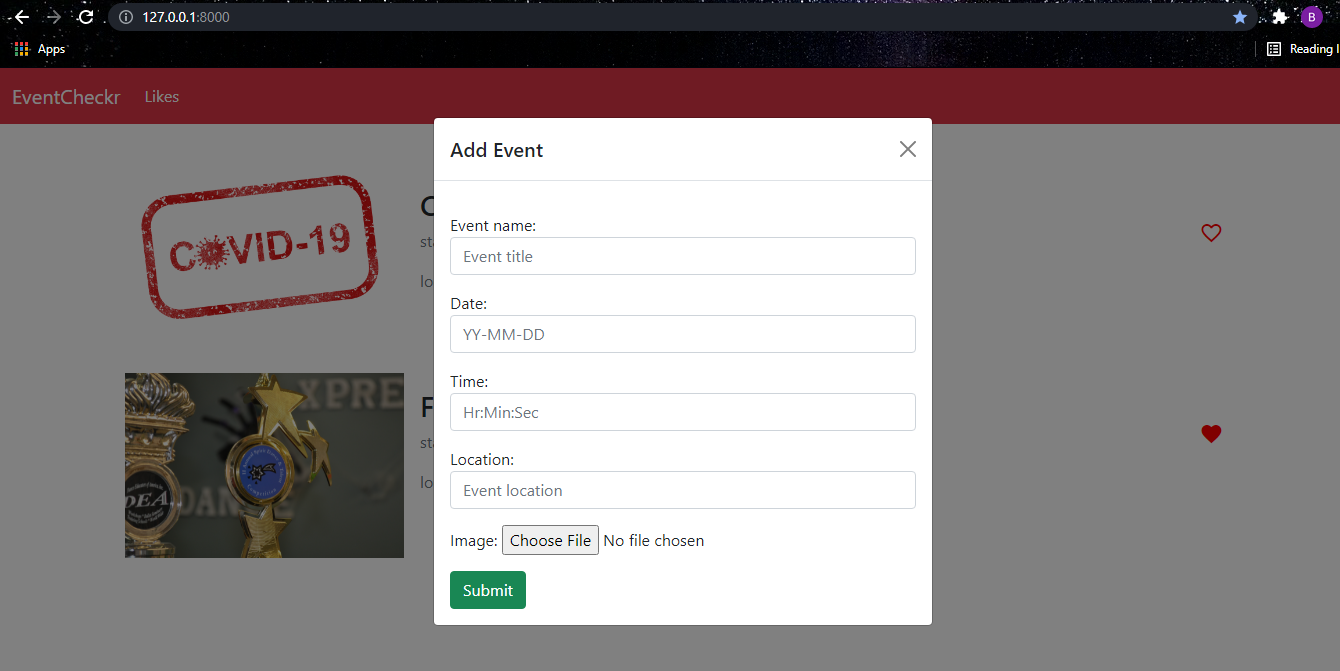 127.0.0.1:8000
B
Apps
Reading l
EventCheckr Likes
Add Event
COVID-19
C
st
lo
Event name:
Event title
Date:
YY-MM-DD
Time:
Hr:Min:Sec
Location:
Event location
XPRE
DEA
DAN
F
st
lo
Image: Choose File No file chosen
Submit